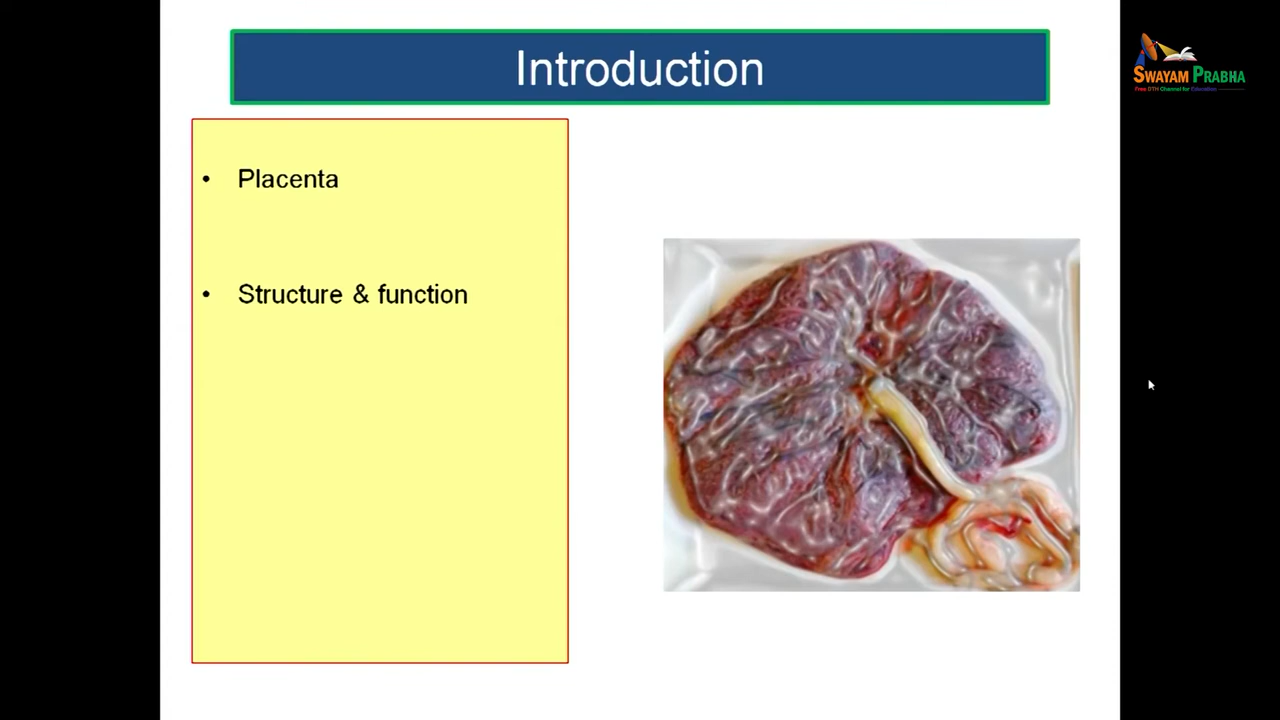 Introduction
SWAYAM PRABHA
Free DTH Channel for Education
• Placenta
• Structure & function